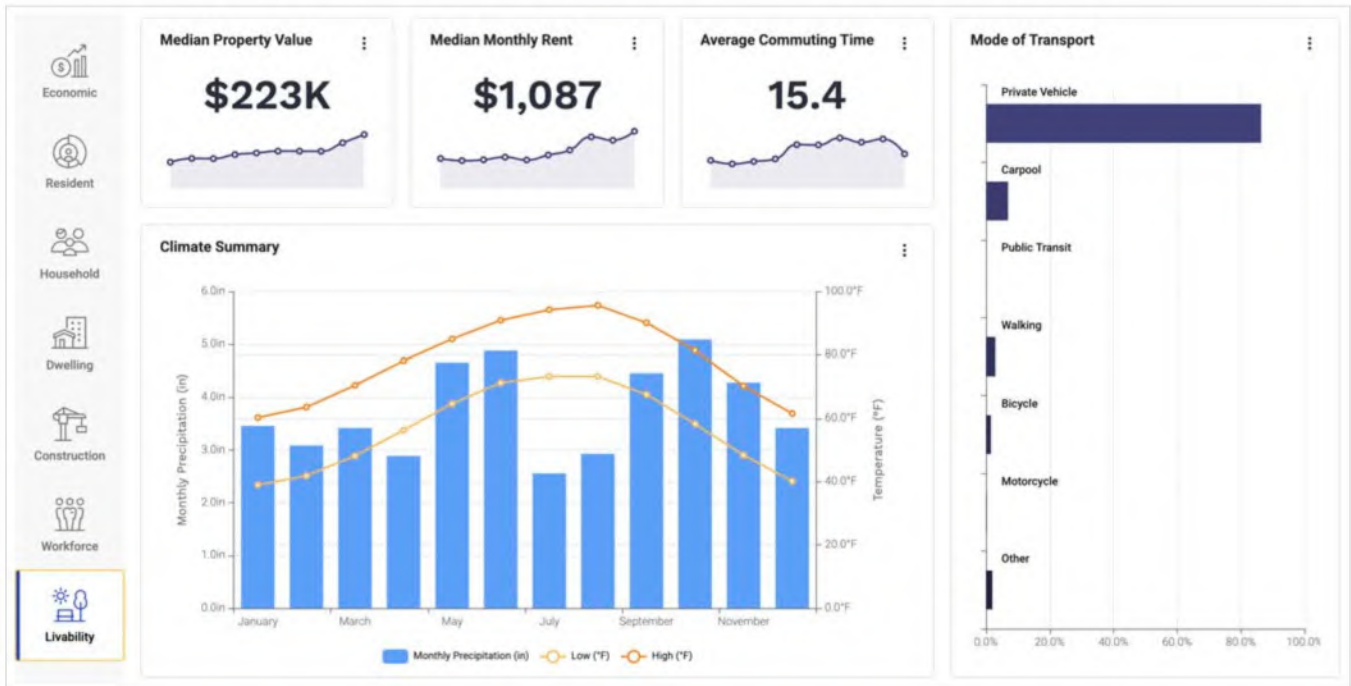 Economic
Resident
Household
Dwelling
Construction
Workforce
Livability
Median Property Value
$223K
Median Monthly Rent
$1,087
Average Commuting Time
15.4
Climate Summary
6.0in
5.0in
4.0in
3.0in
2.0in
1.0in
0.0in
Monthly Precipitation (in)
100.0°F
80.0°F
60.0°F
40.0°F
20.0°F
0.0°F
Temperature (°F)
January March May July September November
Monthly Precipitation (in) Low (°F) High (°F)
Mode of Transport
Private Vehicle
Carpool
Public Transit
Walking
Bicycle
Motorcycle
Other
0.0% 20.0% 40.0% 60.0% 80.0% 100.0%